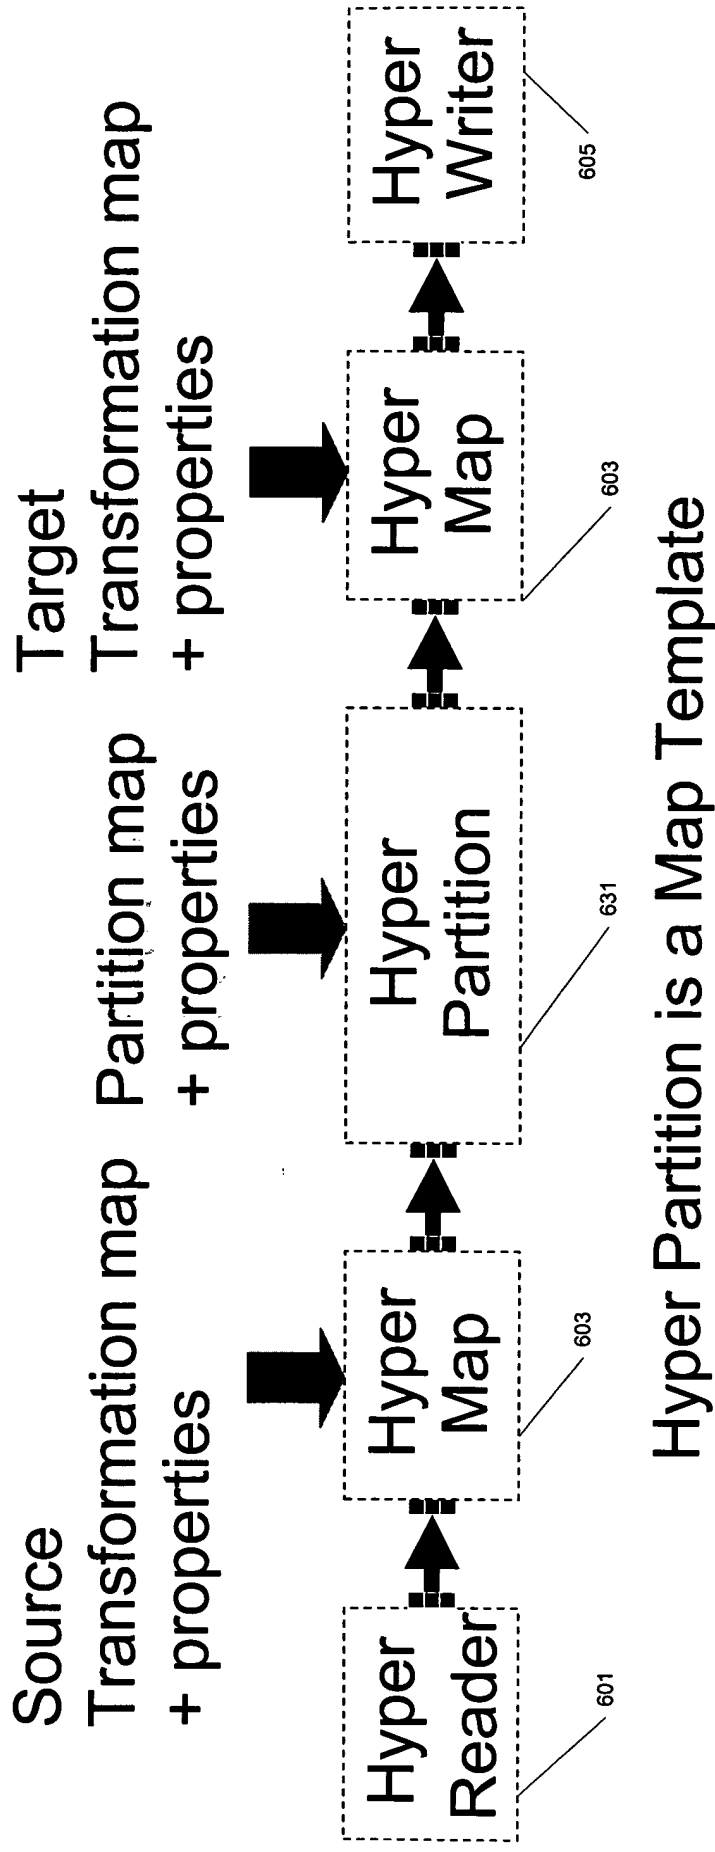 Source
Transformation map
+ properties
Partition map
+ properties
Target
Transformation map
+ properties
Hyper
Reader
Hyper
Map
Hyper
Partition
Hyper
Map
Hyper
Writer
601
603
631
603
605
Hyper Partition is a Map Template